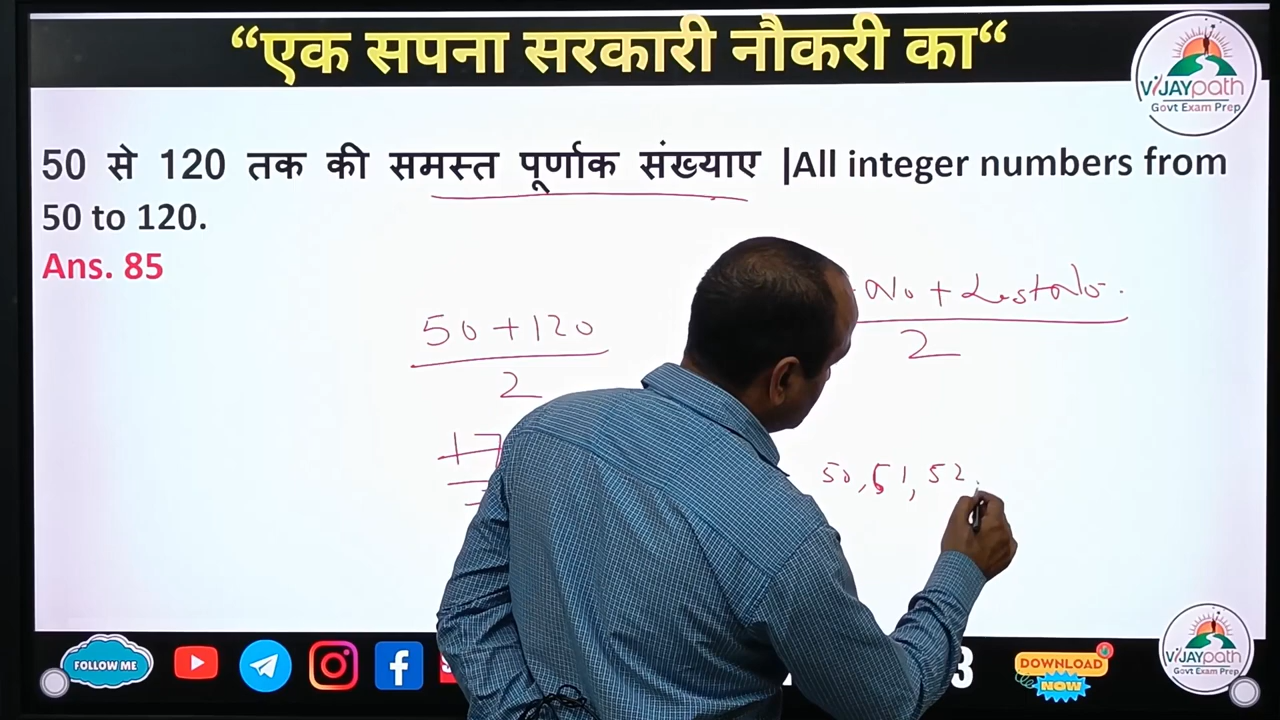 “एक सपना सरकारी नौकरी का“
ViJAYpath
Govt Exam Prep
50 से 120 तक की समस्त पूर्णाक संख्याए |All integer numbers from
50 to 120.
Ans. 85
50 + 120
2
17
No + Last No.
2
50, 51, 52
FOLLOW ME
3
DOWNLOAD
NOW
ViJAYpath
Govt Exam Prep